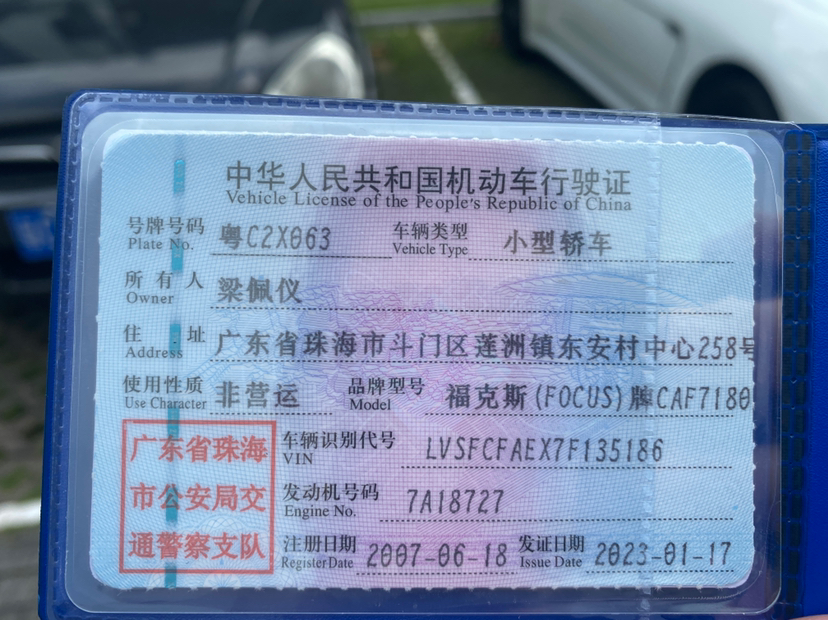 中华人民共和国机动车行驶证
Vehicle License of the People's Republic of China
号牌号码 粤C2X063 车辆类型 小型轿车
Plate No. Vehicle Type
所有人 梁佩仪
Owner
住址 广东省珠海市斗门区莲洲镇东安村中心258号
Address
使用性质 非营运 品牌型号 福克斯(FOCUS)牌CAF7180
Use Character Model
广东省珠海
市公安局交
通警察支队
车辆识别代号 LVSFCFAEX7F135186
VIN
发动机号码 7A18727
Engine No.
注册日期 2007-06-18 发证日期 2023-01-17
Register Date Issue Date